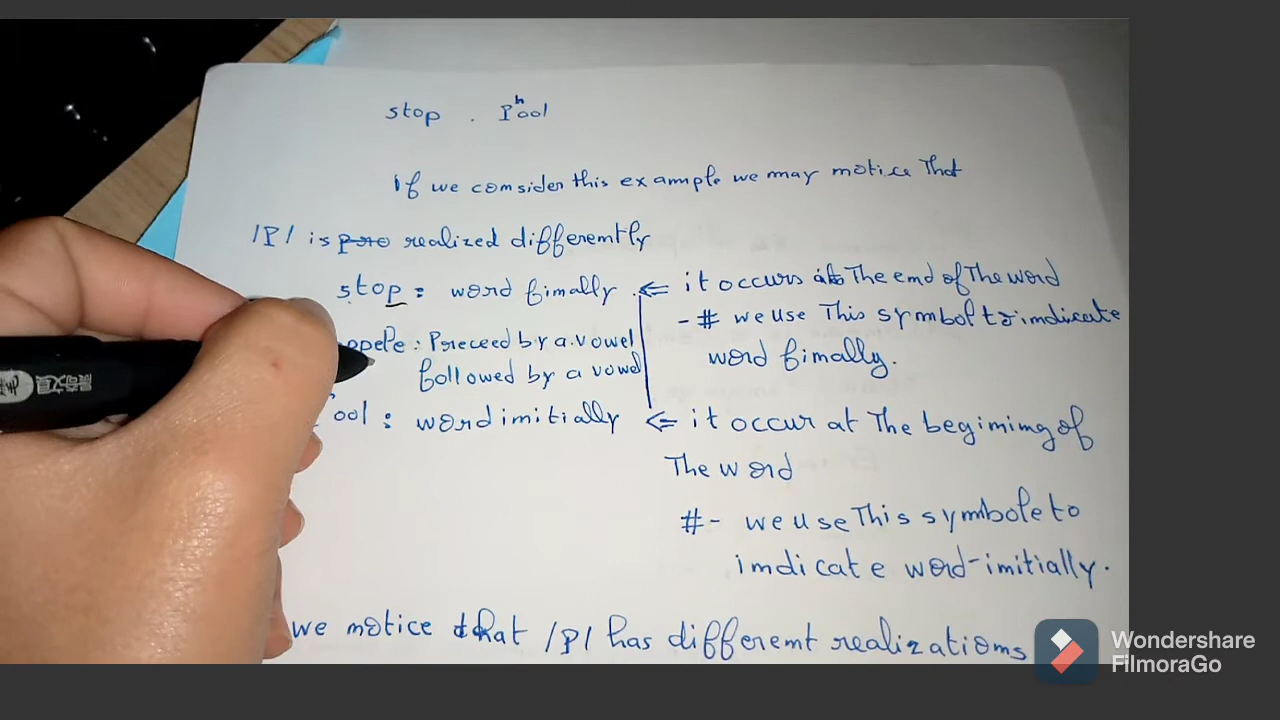 stop . Pʰool
If we consider this example we may notice that
/P/ is realized differently
stop : word finally . <= it occurs at The end of The word
- # we use This symbol to indicate
word finally.
: Preceed by a vowel
followed by a vowel
ool : word initially <= it occur at The begining of
The word
# - we use This symbole to
indicate word-initially.
we notice that /P/ has different realizations
Wondershare
FilmoraGo